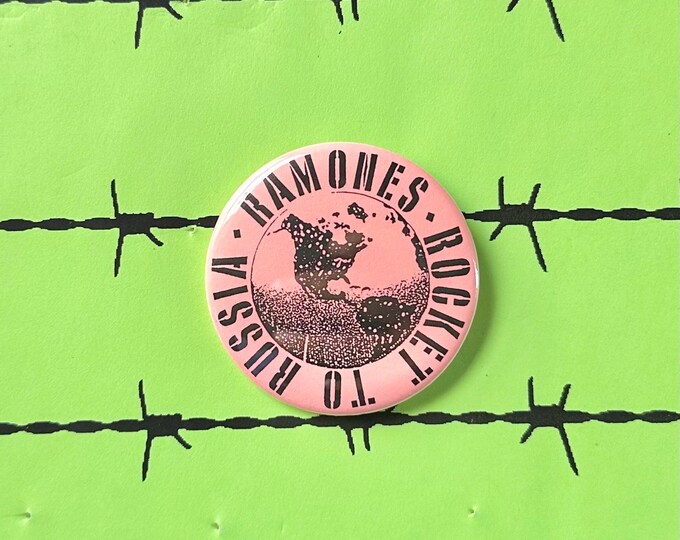 RAMONES · ROCKET TO RUSSIA ·